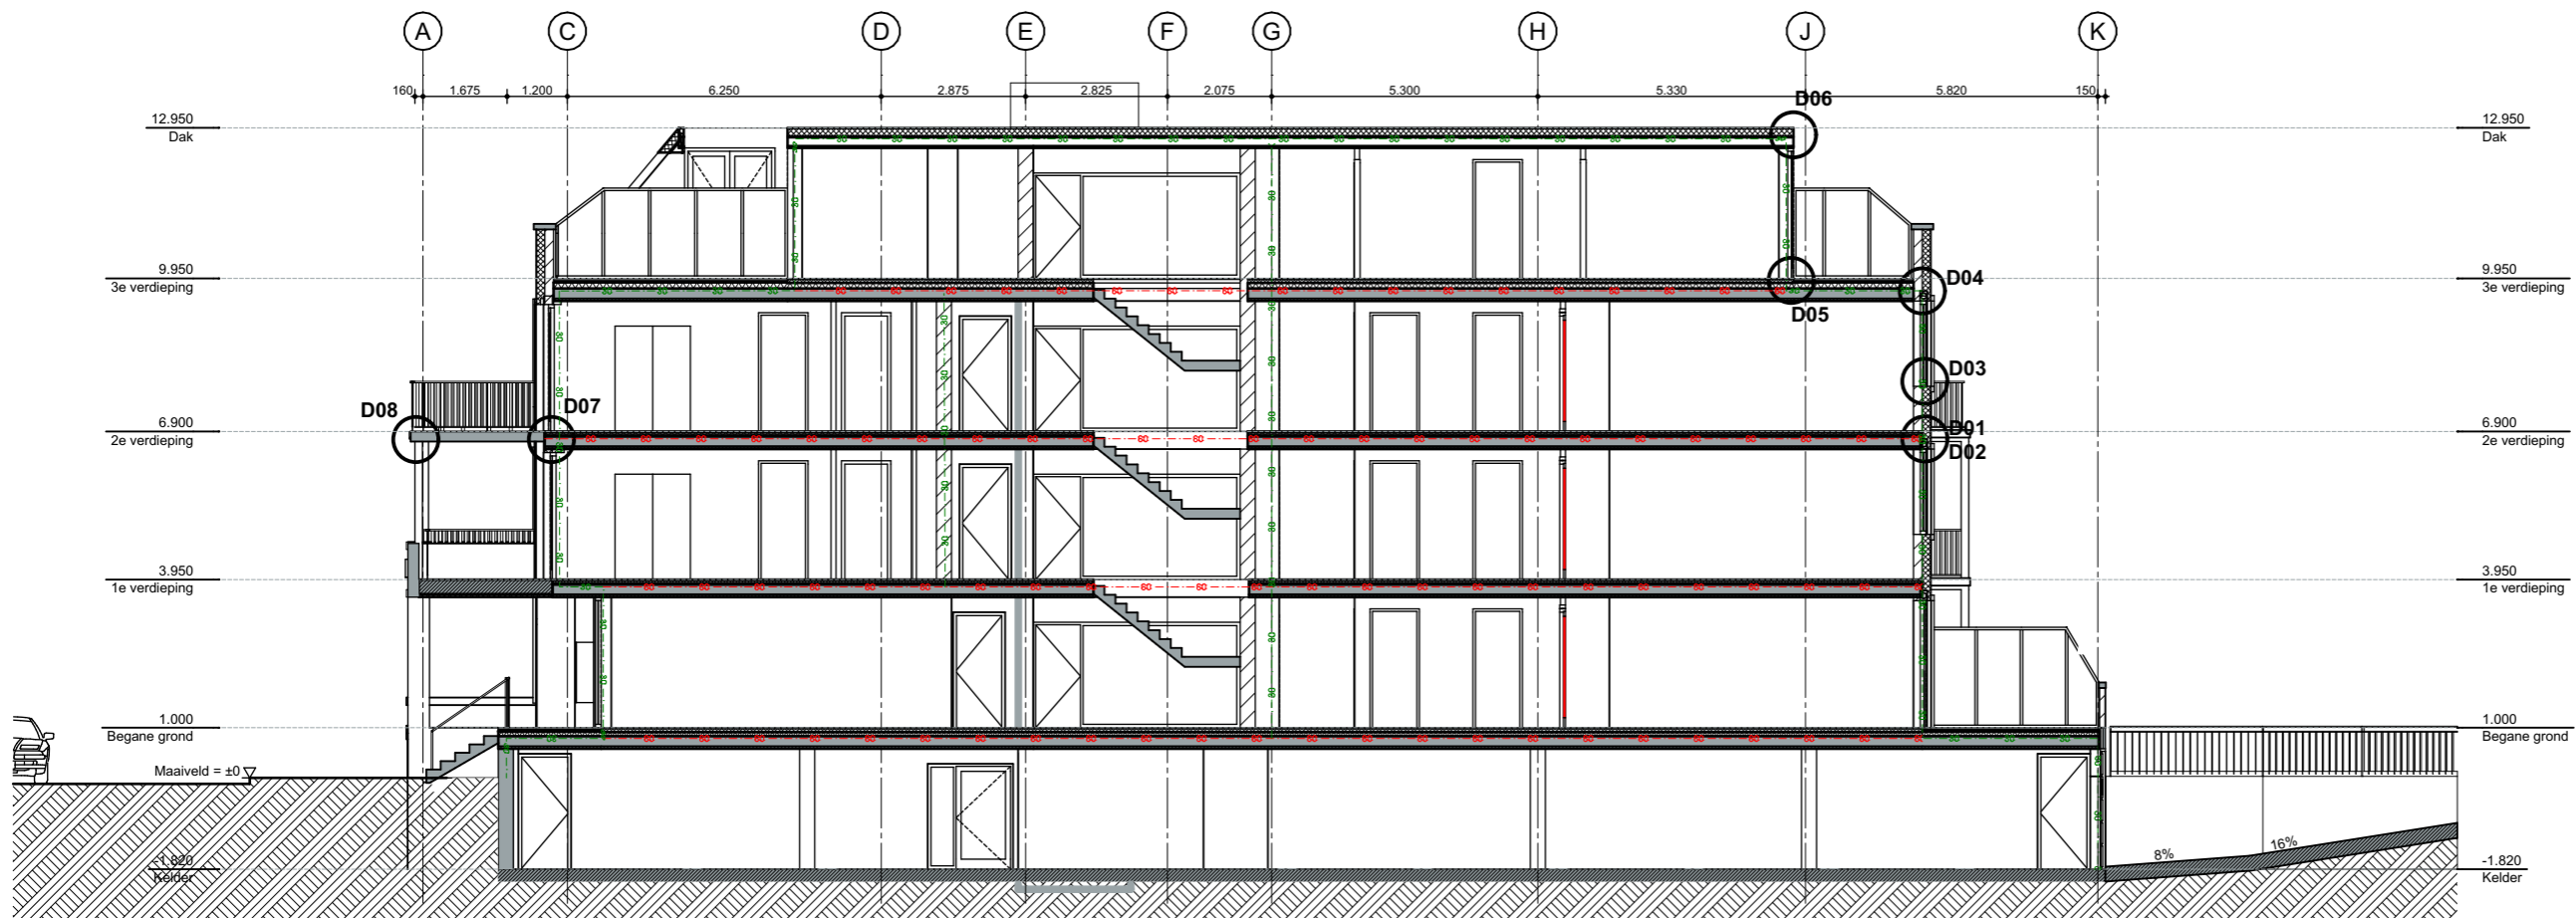 A C D E F G H J K
160 1.675 1.200 6.250 2.875 2.825 2.075 5.300 5.330 5.820 150
D06
12.950
Dak
12.950
Dak
9.950
3e verdieping
9.950
3e verdieping
D04
D05
D03
D08
D07
D01
D02
6.900
2e verdieping
6.900
2e verdieping
3.950
1e verdieping
3.950
1e verdieping
1.000
Begane grond
1.000
Begane grond
Maaiveld = ±0
8%
16%
-1.820
Kelder
-1.820
Kelder